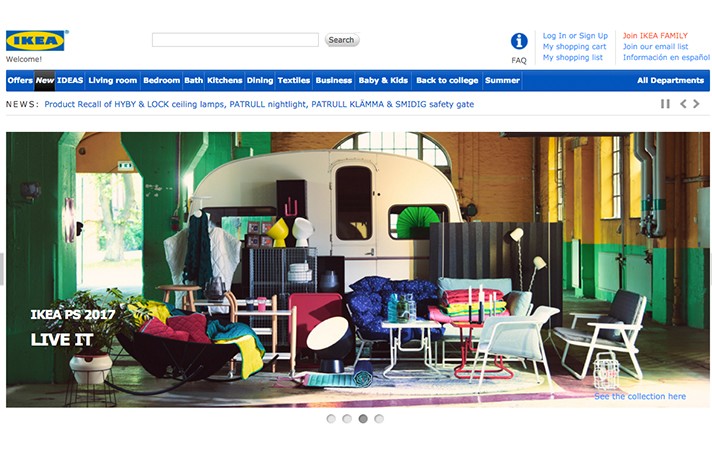 IKEA
Welcome!
Search
FAQ
Log In or Sign Up
My shopping cart
My shopping list
Join IKEA FAMILY
Join our email list
Información en español
Offers New IDEAS Living room Bedroom Bath Kitchens Dining Textiles Business Baby & Kids Back to college Summer All Departments
NEWS: Product Recall of HYBY & LOCK ceiling lamps, PATRULL nightlight, PATRULL KLÄMMA & SMIDIG safety gate
IKEA PS 2017
LIVE IT
See the collection here